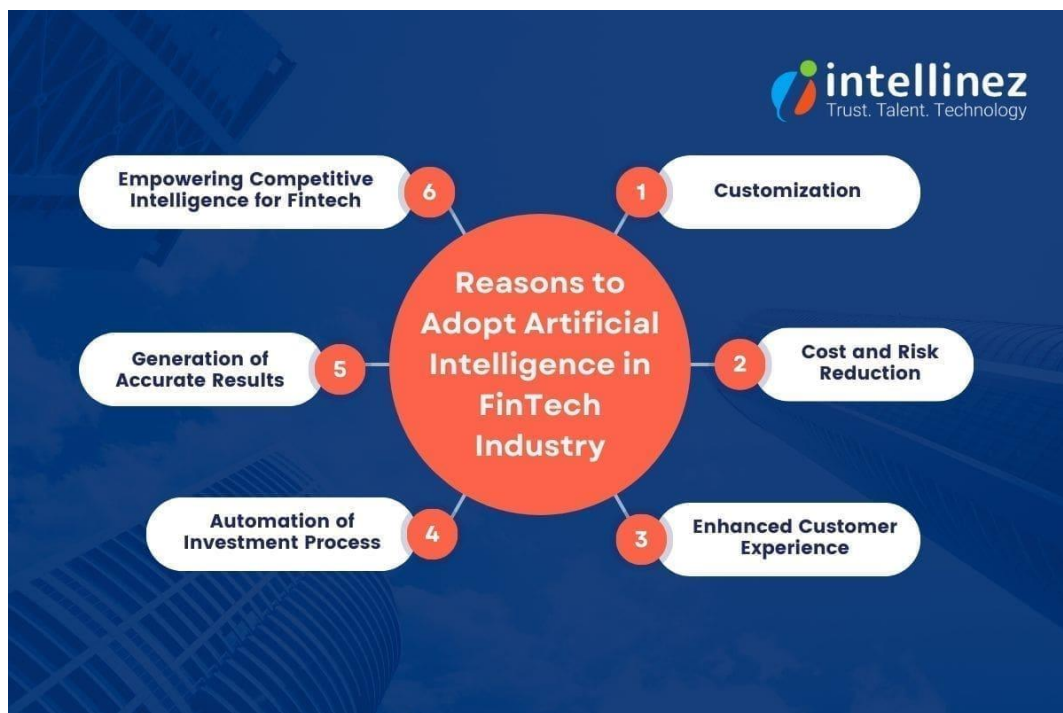 intellinez
Trust. Talent. Technology
Reasons to
Adopt Artificial
Intelligence in
FinTech
Industry
1
Customization
2
Cost and Risk
Reduction
3
Enhanced Customer
Experience
4
Automation of
Investment Process
5
Generation of
Accurate Results
6
Empowering Competitive
Intelligence for Fintech